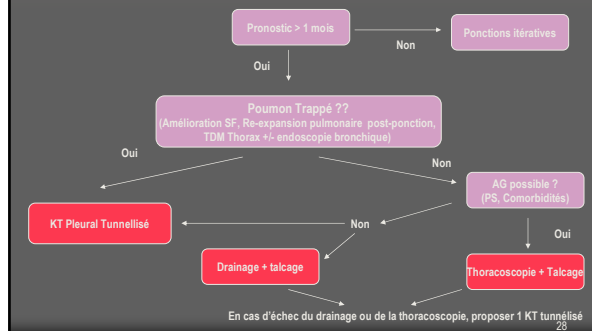 Pronostic > 1 mois
Non
Ponctions itératives
Oui
Poumon Trappé ??
(Amélioration SF, Re-expansion pulmonaire post-ponction,
TDM Thorax +/- endoscopie bronchique)
Oui
Non
AG possible ?
(PS, Comorbidités)
KT Pleural Tunnellisé
Non
Oui
Drainage + talcage
Thoracoscopie + Talcage
En cas d'échec du drainage ou de la thoracoscopie, proposer 1 KT tunnélisé
28